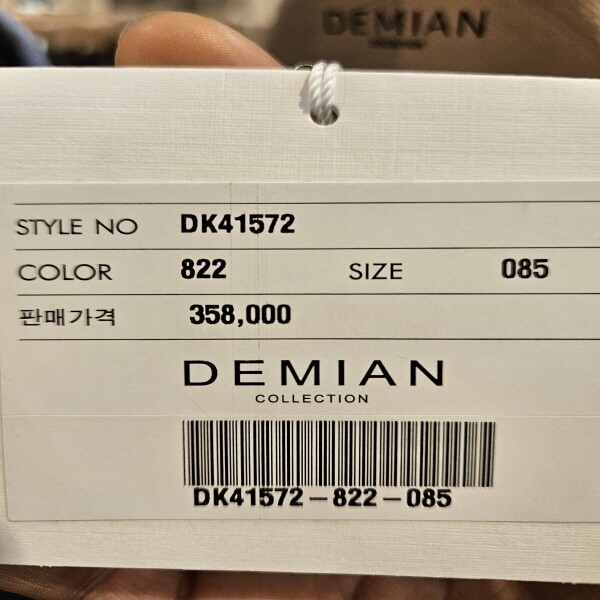 DEMIAN
STYLE NO DK41572
COLOR 822 SIZE 085
판매가격 358,000
DEMIAN
COLLECTION
DK41572-822-085